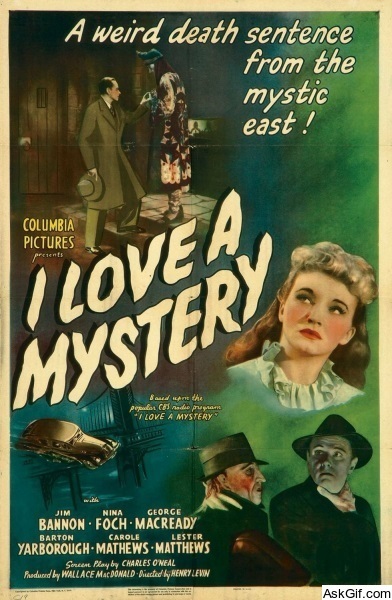 A weird death sentence
from the
mystic
east!
COLUMBIA
PICTURES
presents
I LOVE A
MYSTERY
Based upon the
popular CBS radio program
"I LOVE A MYSTERY"
with
JIM BANNON · NINA FOCH · GEORGE MACREADY
BARTON YARBOROUGH · CAROLE MATHEWS · LESTER MATTHEWS
Screen Play by CHARLES O'NEAL
Produced by WALLACE MacDONALD · Directed by HENRY LEVIN
AskGif.com